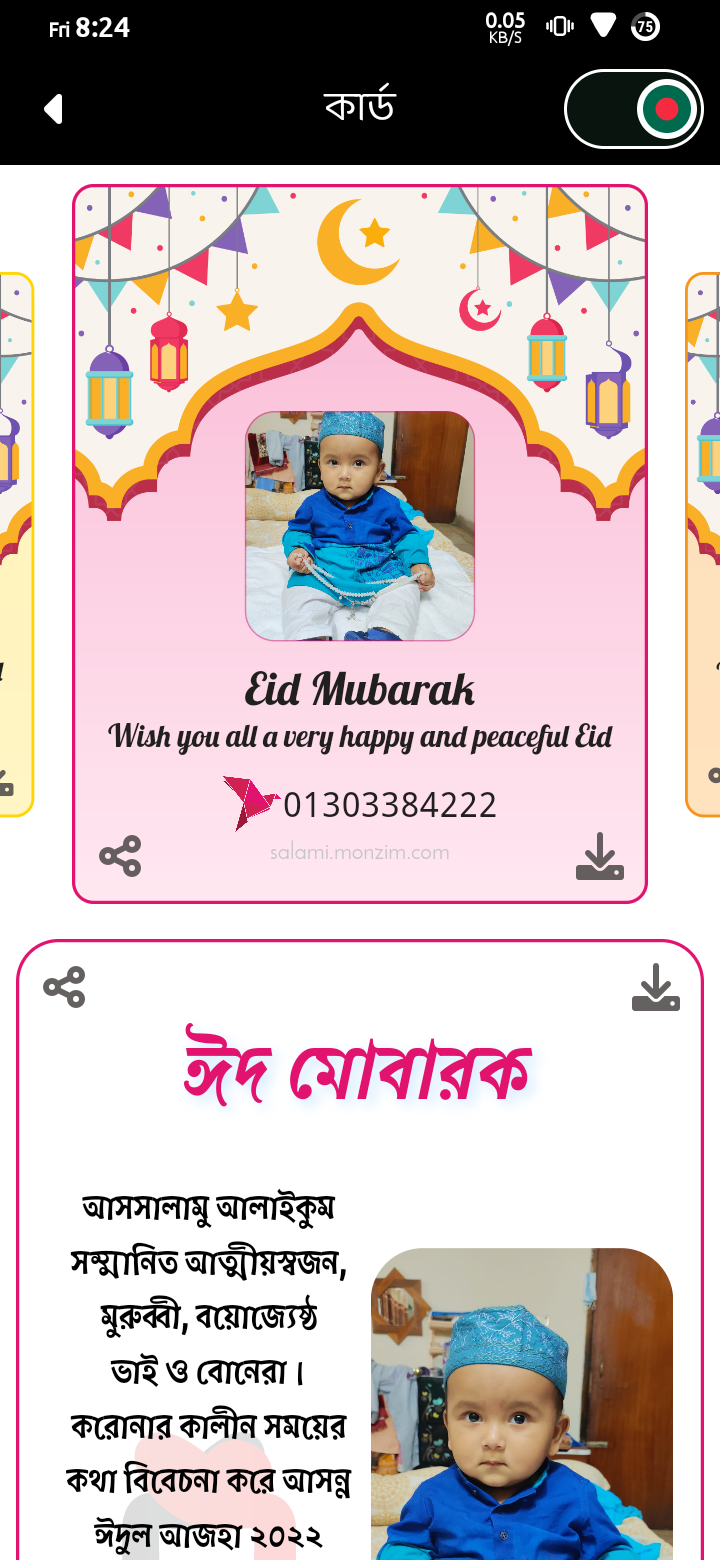 Fri 8:24
0.05
KB/S
75
কার্ড
Eid Mubarak
Wish you all a very happy and peaceful Eid
01303384222
salami.monzim.com
ঈদ মোবারক
আসসালামু আলাইকুম
সম্মানিত আত্মীয়স্বজন,
মুরুব্বী, বয়োজ্যেষ্ঠ
ভাই ও বোনেরা।
করোনার কালীন সময়ের
কথা বিবেচনা করে আসন্ন
ঈদুল আজহা ২০২২